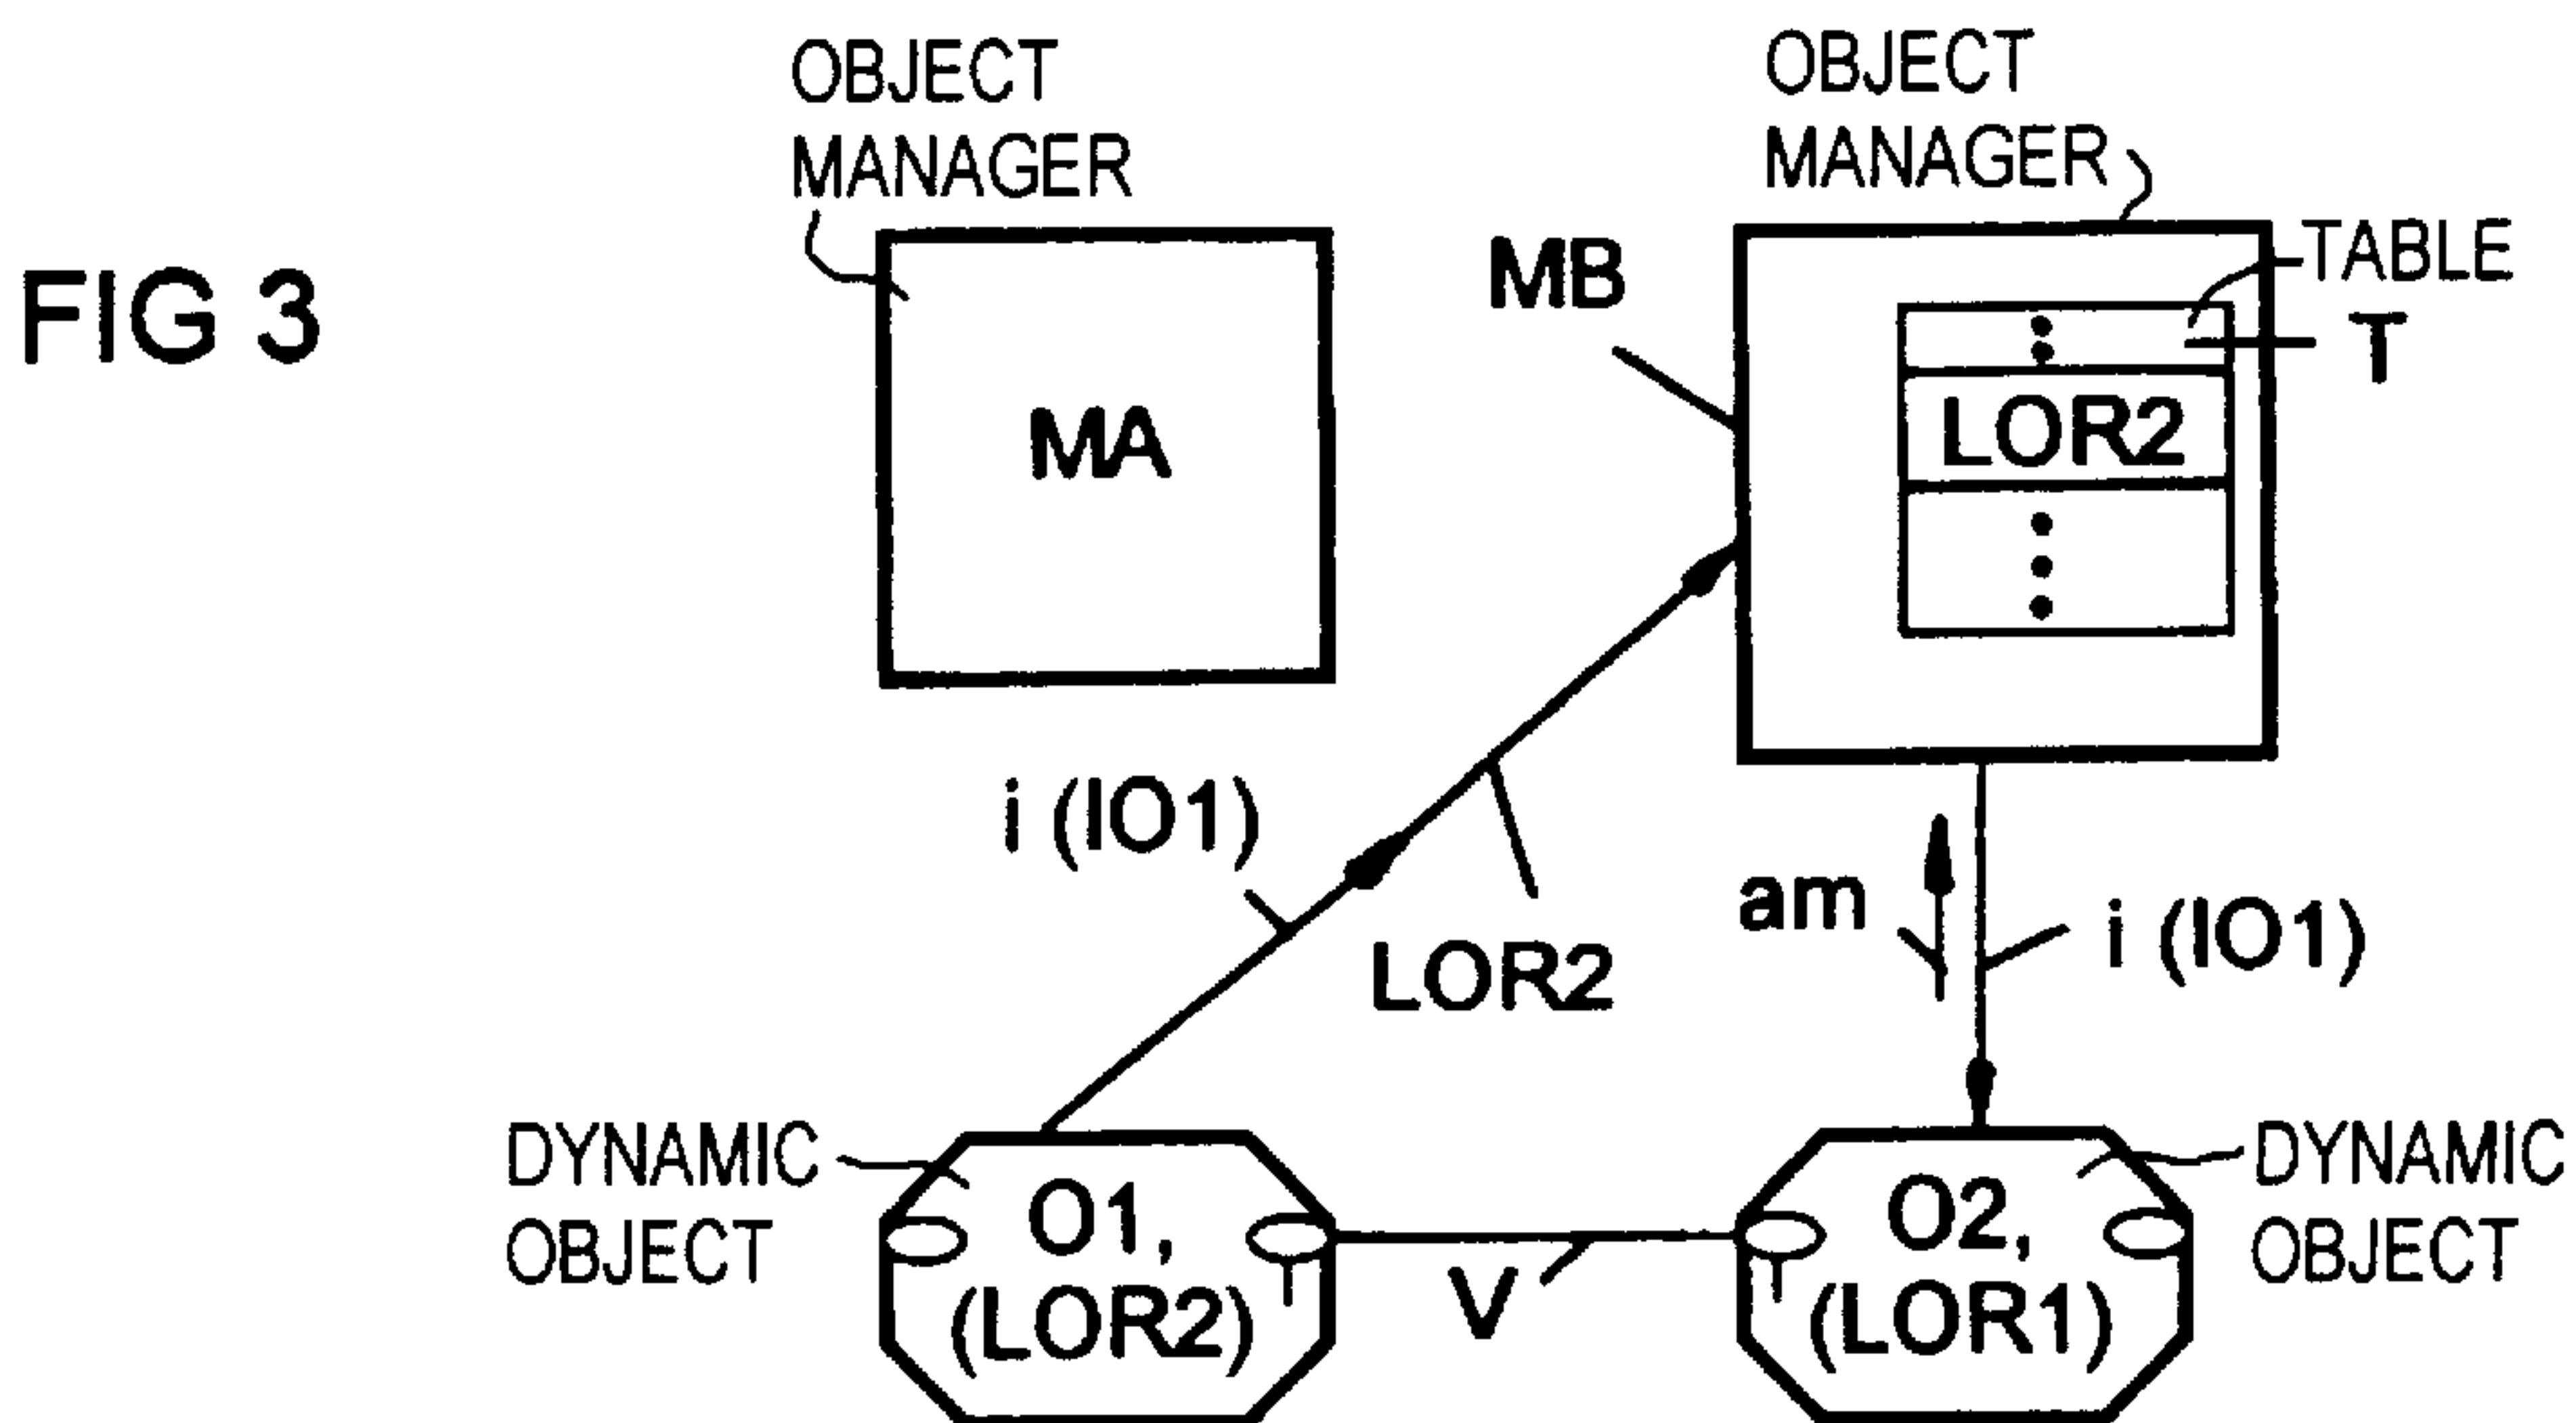 FIG 3
OBJECT
MANAGER
MA
OBJECT
MANAGER
MB
TABLE
T
LOR2
i (IO1)
LOR2
am
i (IO1)
DYNAMIC
OBJECT
O1,
(LOR2)
V
O2,
(LOR1)
DYNAMIC
OBJECT